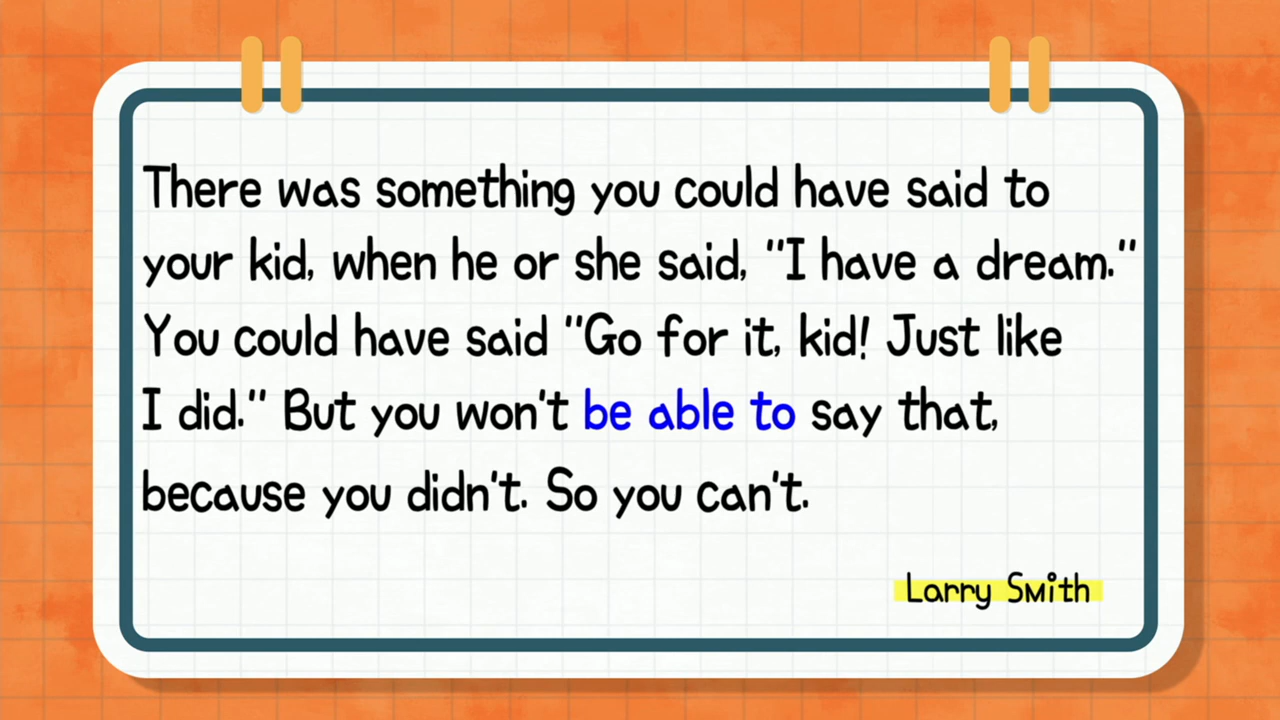 There was something you could have said to
your kid, when he or she said, "I have a dream."
You could have said "Go for it, kid! Just like
I did." But you won't be able to say that,
because you didn't. So you can't.
Larry Smith